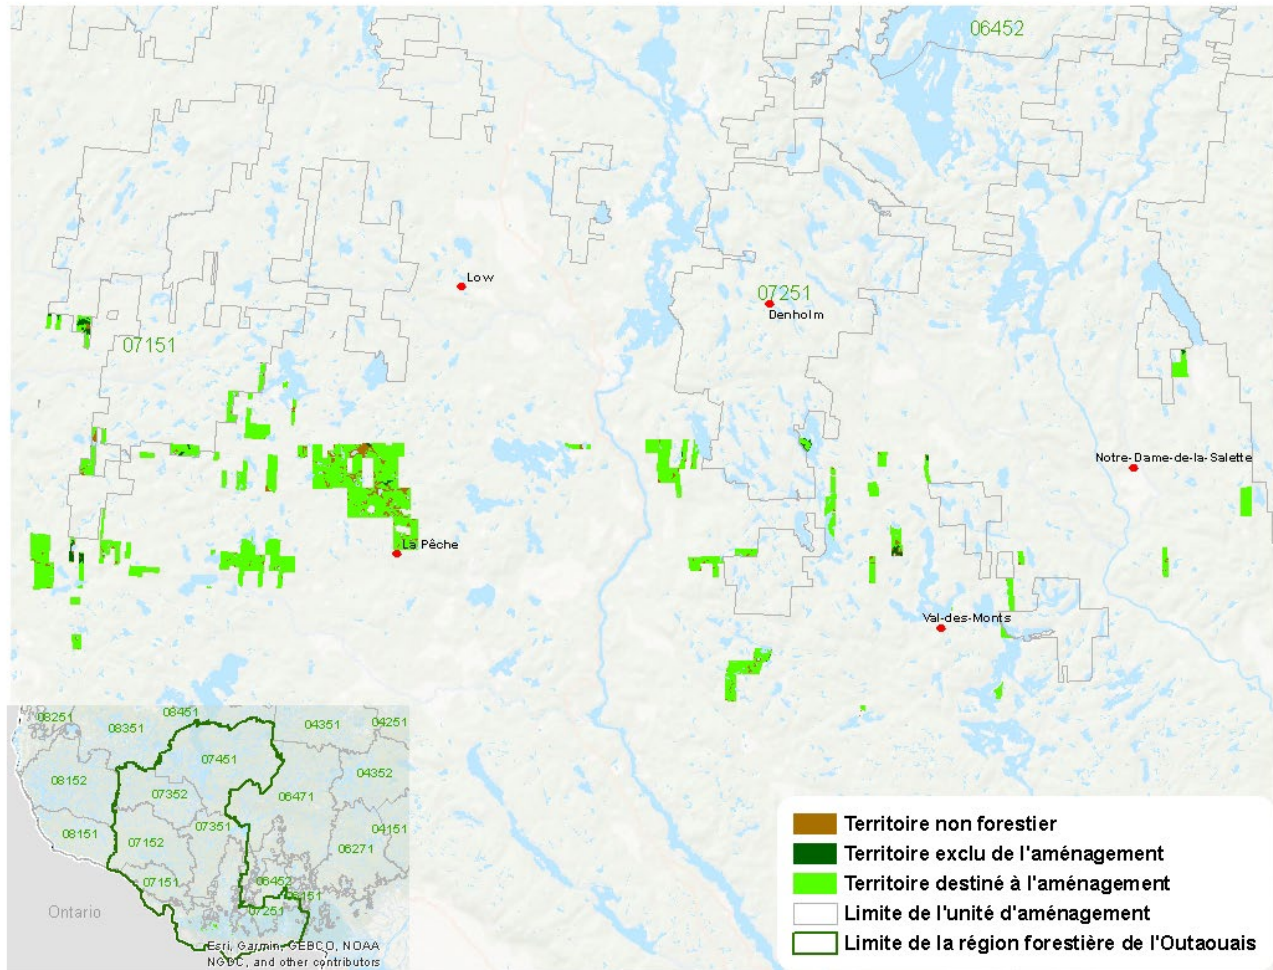 06452
Low
07251
Denholm
07151
Notre-Dame-de-la-Salette
La Pêche
Val-des-Monts
08251
08351
08451
04351
04251
07451
08152
04352
07352
06471
08151
07152
07351
04151
06271
07151
06452
07251
Ontario
Esri, Garmin, GEBCO, NOAA
NGDC, and other contributors
Territoire non forestier
Territoire exclu de l'aménagement
Territoire destiné à l'aménagement
Limite de l'unité d'aménagement
Limite de la région forestière de l'Outaouais